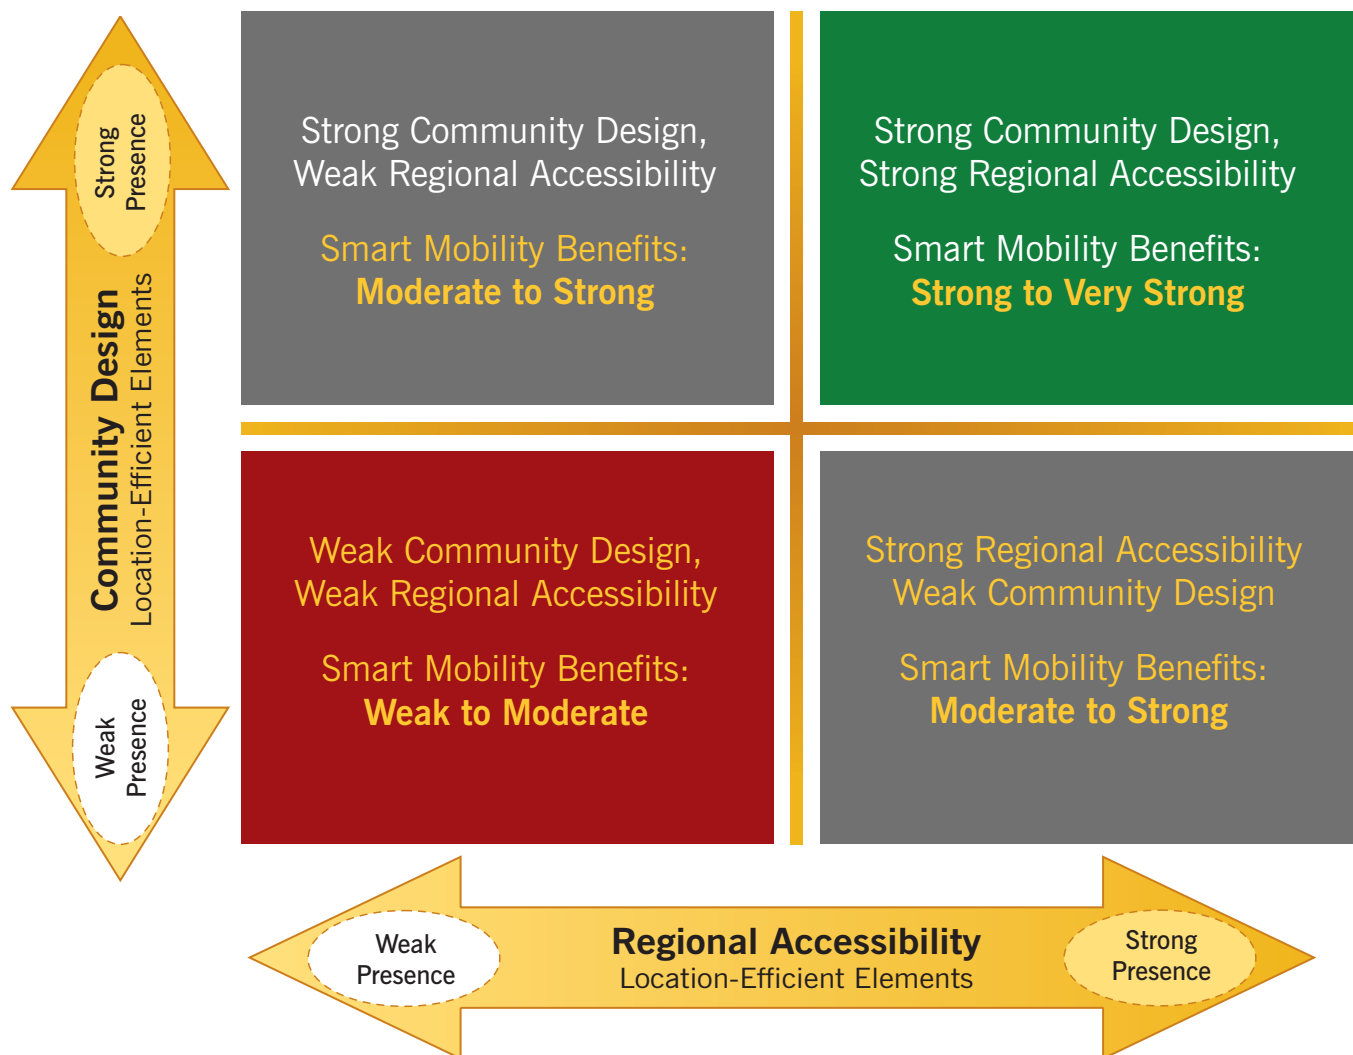 Strong
Presence
Community Design
Location-Efficient Elements
Weak
Presence
Strong Community Design,
Weak Regional Accessibility
Smart Mobility Benefits:
Moderate to Strong
Strong Community Design,
Strong Regional Accessibility
Smart Mobility Benefits:
Strong to Very Strong
Weak Community Design,
Weak Regional Accessibility
Smart Mobility Benefits:
Weak to Moderate
Strong Regional Accessibility
Weak Community Design
Smart Mobility Benefits:
Moderate to Strong
Weak
Presence
Regional Accessibility
Location-Efficient Elements
Strong
Presence